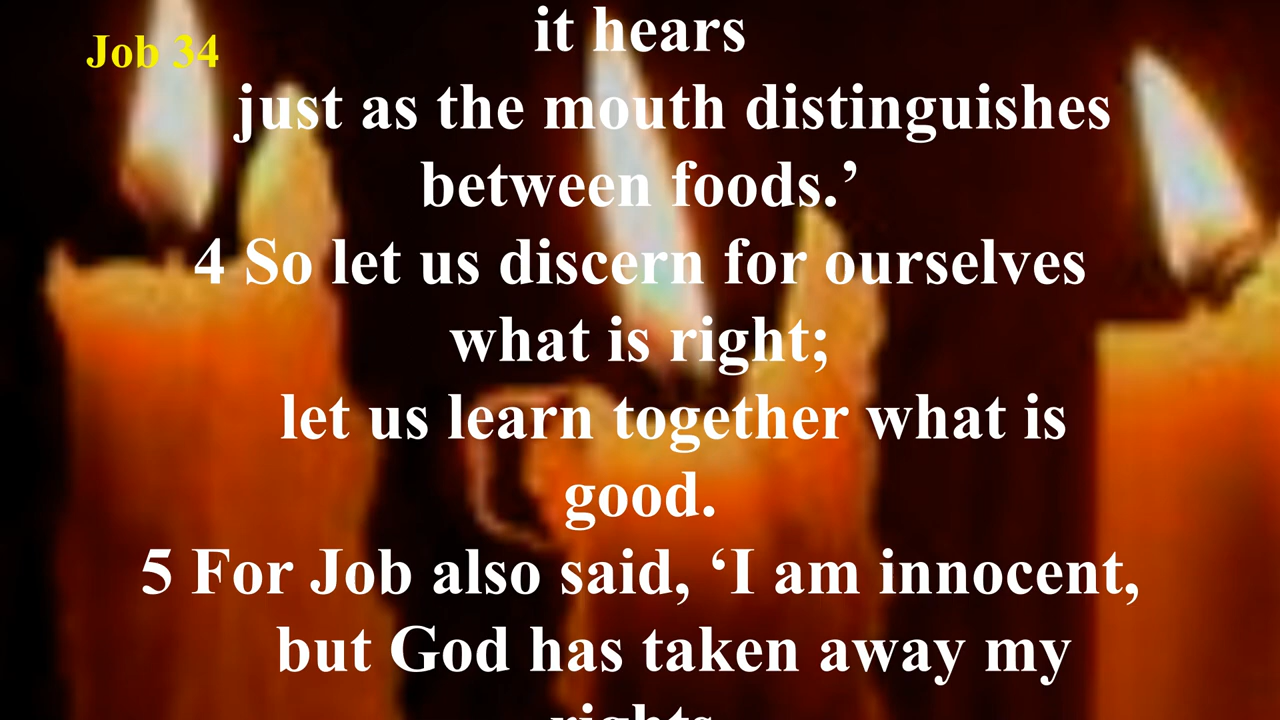 Job 34
it hears
just as the mouth distinguishes
between foods.’
4 So let us discern for ourselves
what is right;
let us learn together what is
good.
5 For Job also said, ‘I am innocent,
but God has taken away my
rights